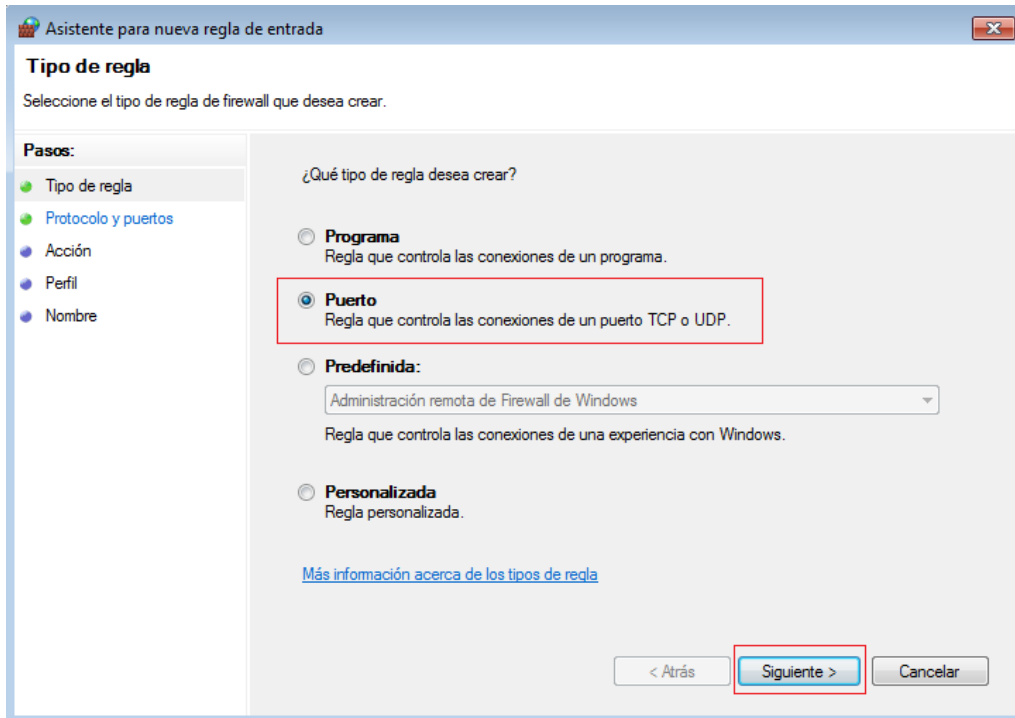 Asistente para nueva regla de entrada
Tipo de regla
Seleccione el tipo de regla de firewall que desea crear.
Pasos:
Tipo de regla
Protocolo y puertos
Acción
Perfil
Nombre
¿Qué tipo de regla desea crear?
Programa
Regla que controla las conexiones de un programa.
Puerto
Regla que controla las conexiones de un puerto TCP o UDP.
Predefinida:
Administración remota de Firewall de Windows
Regla que controla las conexiones de una experiencia con Windows.
Personalizada
Regla personalizada.
Más información acerca de los tipos de regla
< Atrás
Siguiente >
Cancelar